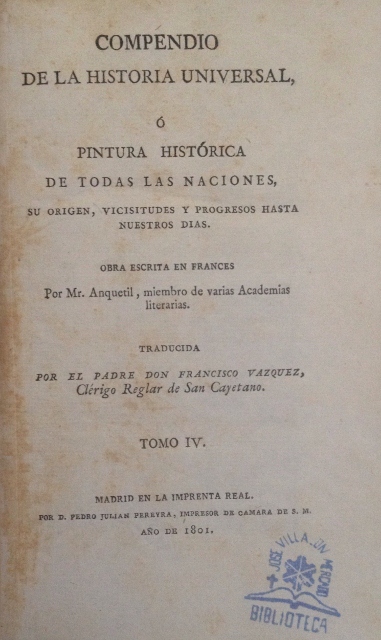 COMPENDIO
DE LA HISTORIA UNIVERSAL,
Ó
PINTURA HISTÓRICA
DE TODAS LAS NACIONES,
SU ORIGEN, VICISITUDES Y PROGRESOS HASTA
NUESTROS DIAS.
OBRA ESCRITA EN FRANCES
Por Mr. Anquetil, miembro de varias Academias
literarias.
TRADUCIDA
POR EL PADRE DON FRANCISCO VAZQUEZ,
Clérigo Reglar de San Cayetano.
TOMO IV.
MADRID EN LA IMPRENTA REAL.
POR D. PEDRO JULIAN PEREYRA, IMPRESOR DE CAMARA DE S. M.
AÑO DE 1801.
JOSE MERCADO
BIBLIOTECA